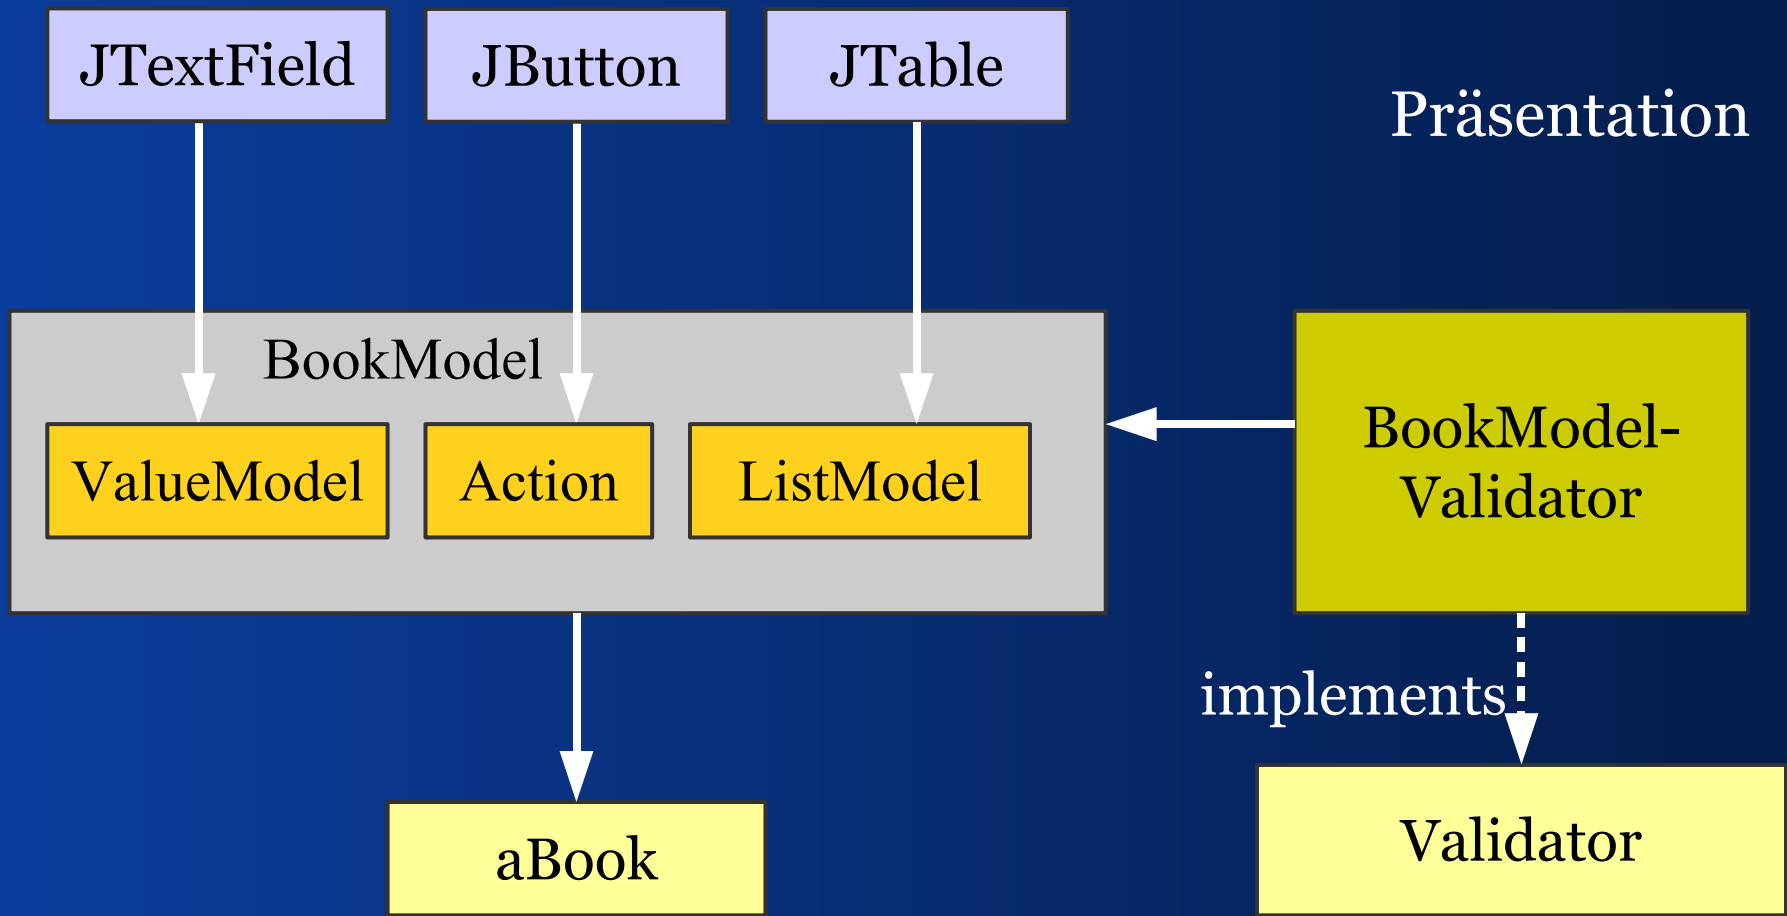 JTextField
JButton
JTable
Präsentation
BookModel
ValueModel
Action
ListModel
BookModel-
Validator
implements
aBook
Validator